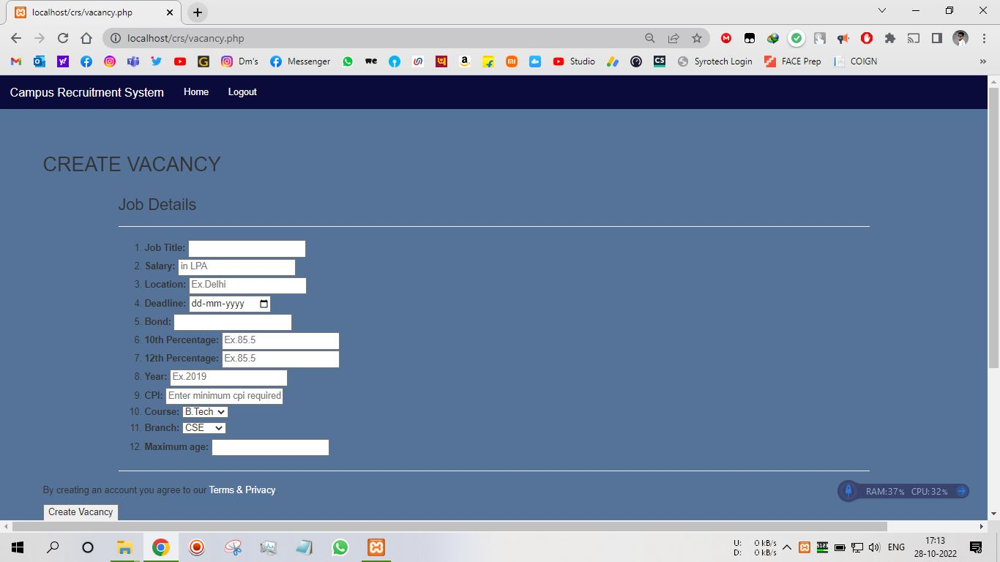 localhost/crs/vacancy.php
localhost/crs/vacancy.php
Dm's Messenger Studio CS Syrotech Login FACE Prep COIGN
Campus Recruitment System Home Logout
CREATE VACANCY
Job Details
1. Job Title:
2. Salary: in LPA
3. Location: Ex.Delhi
4. Deadline: dd-mm-yyyy
5. Bond:
6. 10th Percentage: Ex.85.5
7. 12th Percentage: Ex.85.5
8. Year: Ex.2019
9. CPI: Enter minimum cpi required
10. Course: B.Tech
11. Branch: CSE
12. Maximum age:
By creating an account you agree to our Terms & Privacy
RAM:37% CPU:32%
Create Vacancy
U: 0 kB/s
D: 0 kB/s
ENG
17:13
28-10-2022